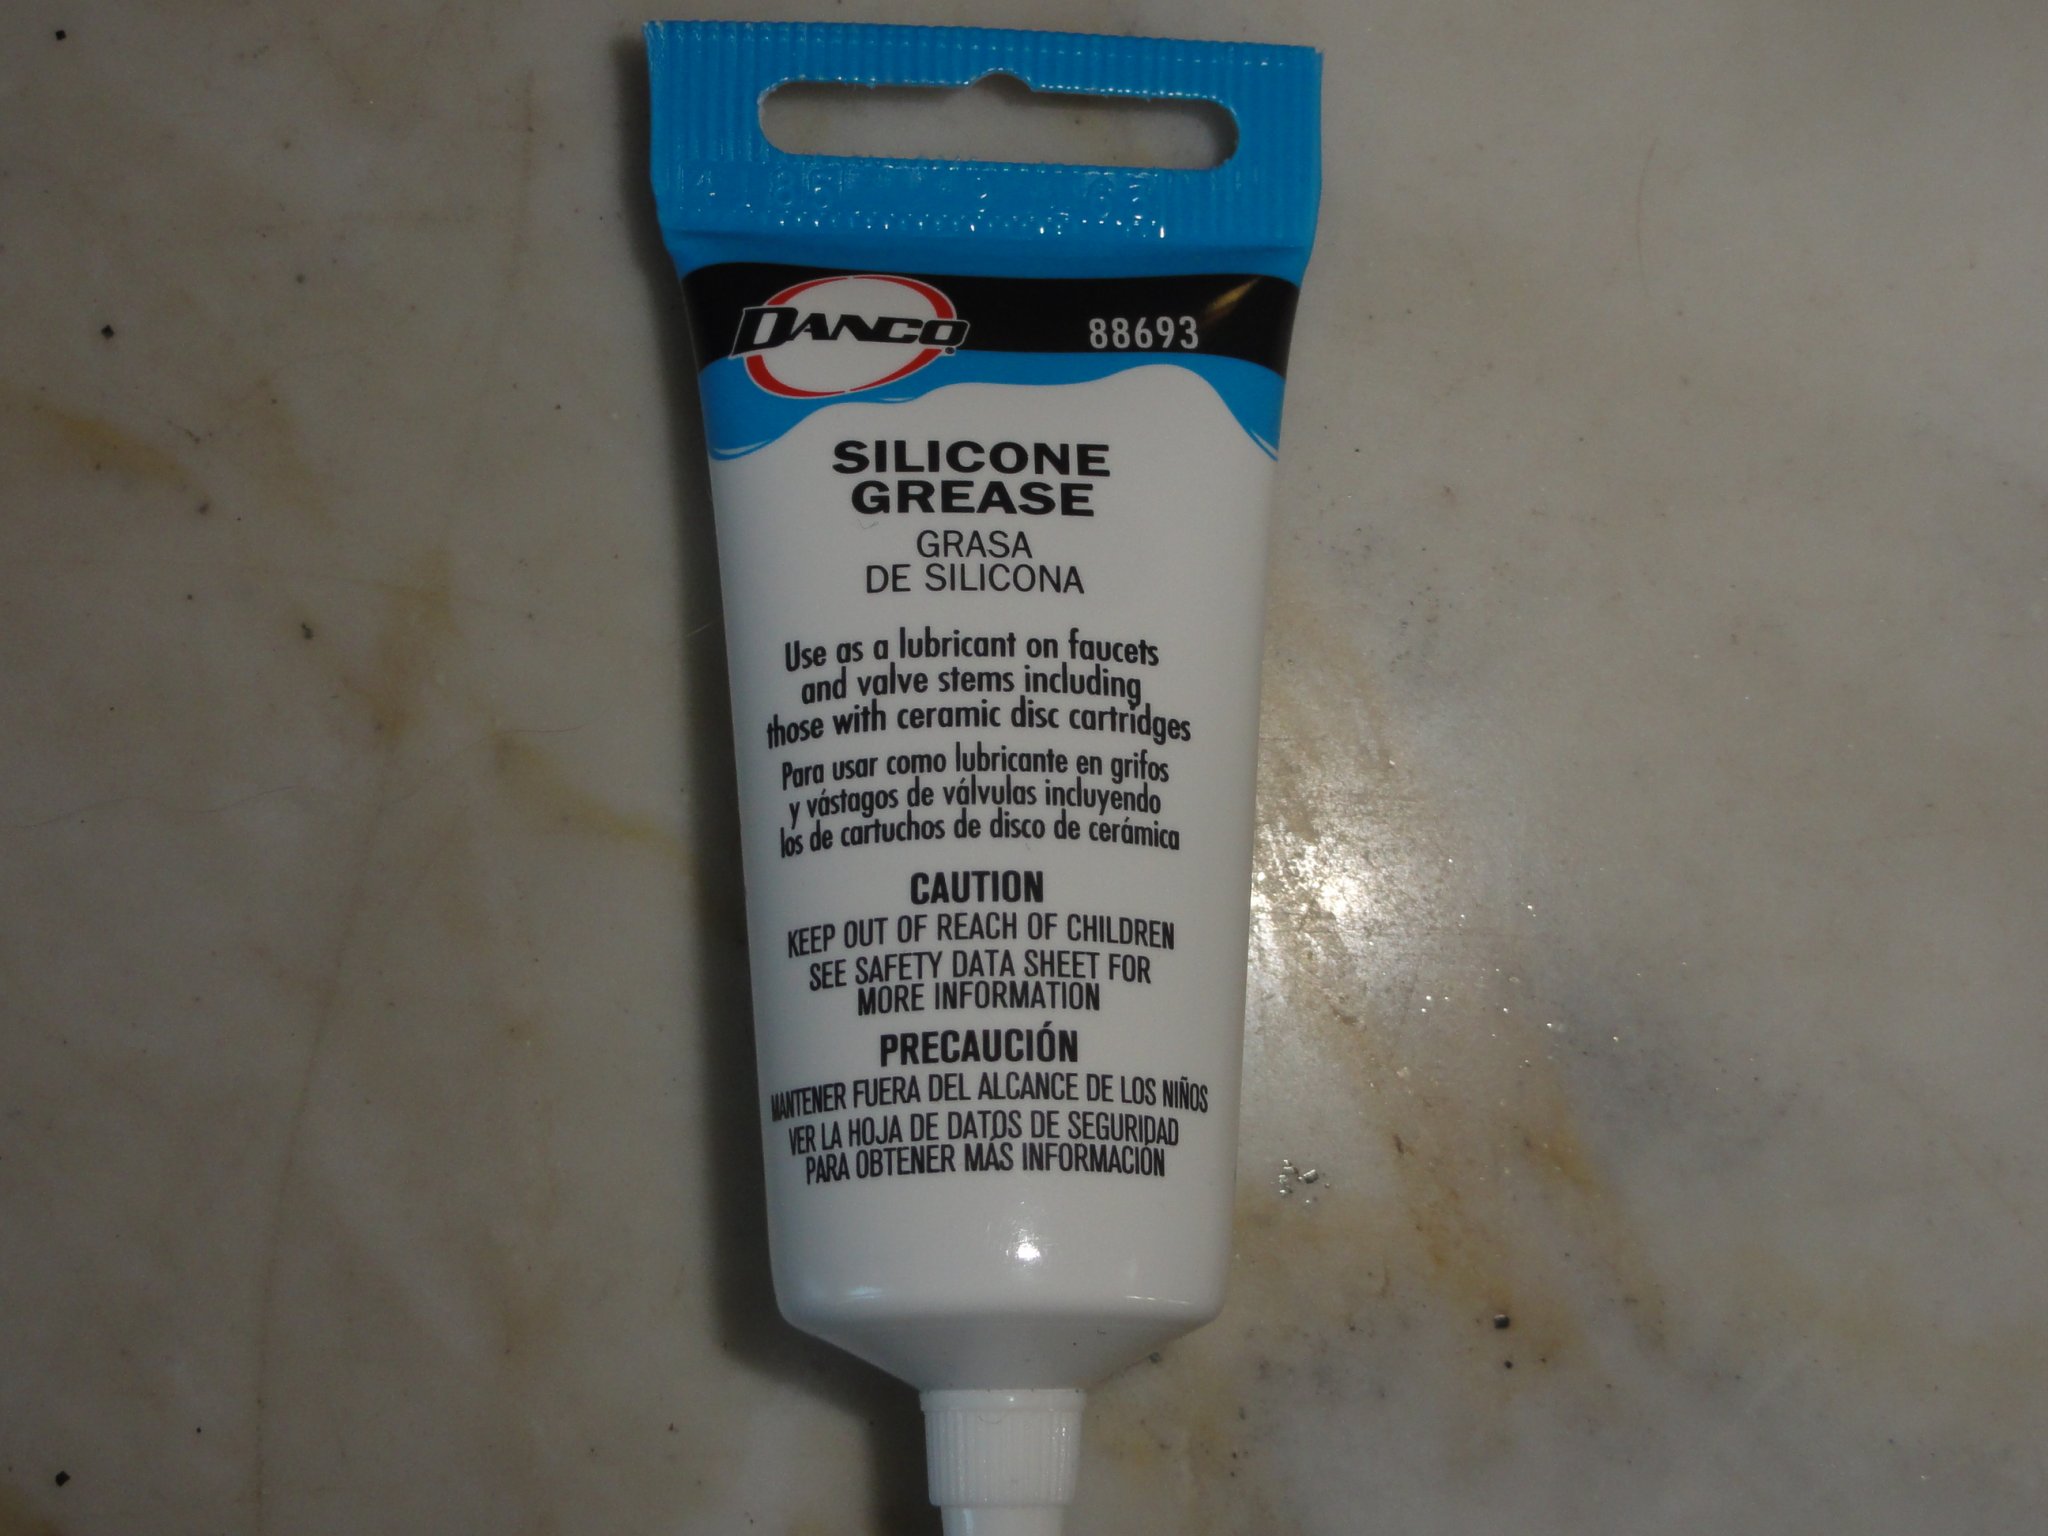 DANCO
88693
SILICONE
GREASE
GRASA
DE SILICONA
Use as a lubricant on faucets
and valve stems including
those with ceramic disc cartridges
Para usar como lubricante en grifos
y vástagos de válvulas incluyendo
los de cartuchos de disco de cerámica
CAUTION
KEEP OUT OF REACH OF CHILDREN
SEE SAFETY DATA SHEET FOR
MORE INFORMATION
PRECAUCIÓN
MANTENER FUERA DEL ALCANCE DE LOS NIÑOS
VER LA HOJA DE DATOS DE SEGURIDAD
PARA OBTENER MÁS INFORMACIÓN